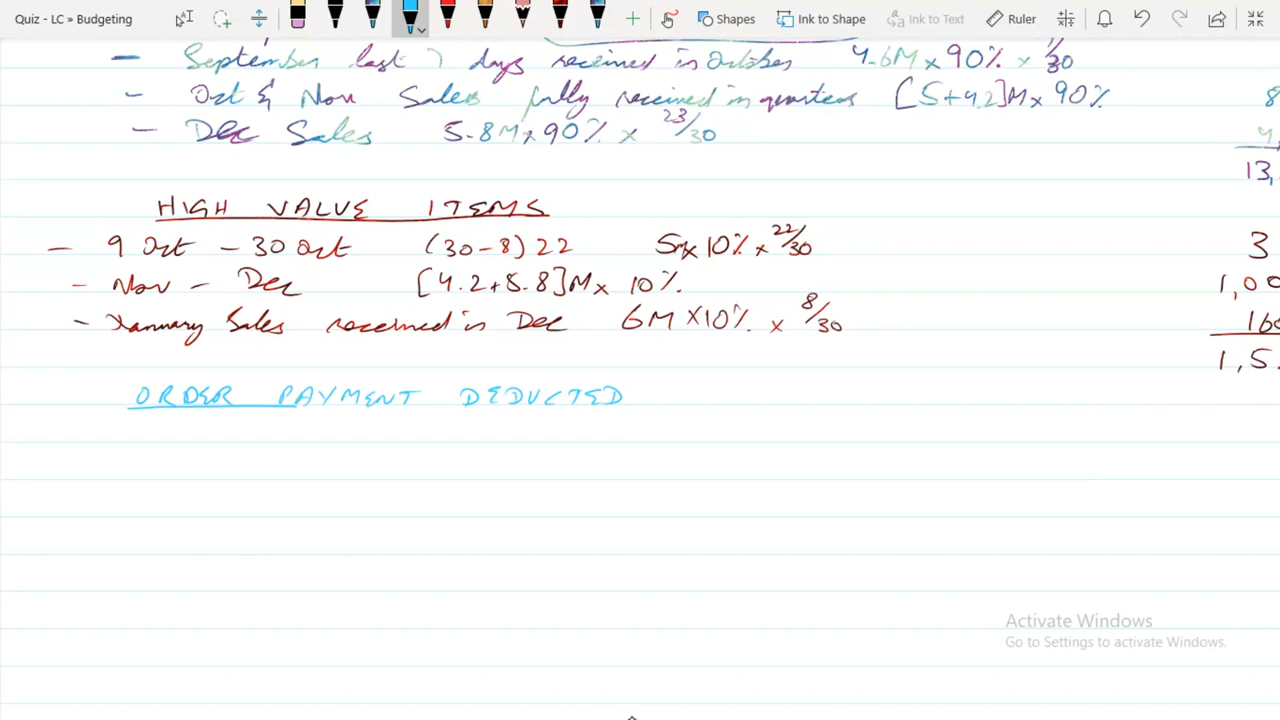 Quiz - LC » Budgeting
Shapes
Ink to Shape
Ink to Text
Ruler
- September last 7 days received in October 4.6M x 90% x 7/30
- Oct & Nov Sales fully received in quarters [5+4.2]M x 90% 8
- Dec Sales 5.8M x 90% x 23/30 4,
13,
HIGH VALUE ITEMS
- 9 Oct - 30 Oct (30-8) 22 5m x 10% x 22/30 3
- Nov - Dec [4.2+5.8]M x 10%. 1,00
- January Sales received in Dec 6M X 10% x 8/30 160
1,5
ORDER PAYMENT DEDUCTED
Activate Windows
Go to Settings to activate Windows.